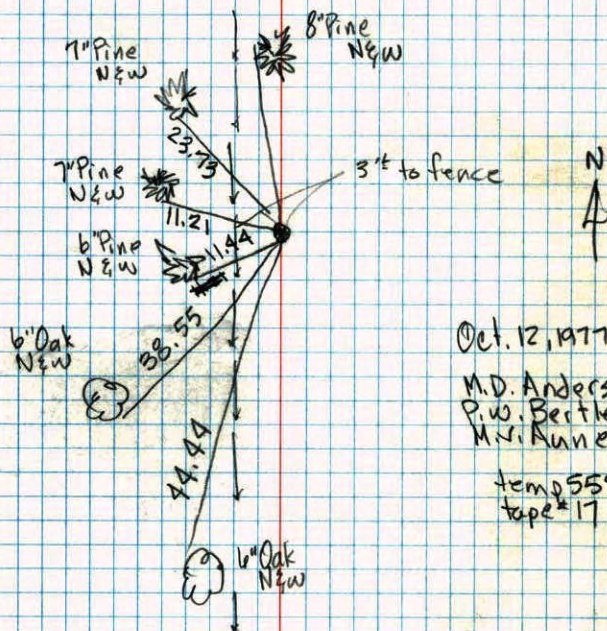 8"Pine
N&W
7"Pine
N&W
23.73
7"Pine
N&W
3'± to fence
N
11.21
6"Pine
N&W
11.44
38.55
6"Oak
N&W
Oct. 12, 1977
M.D. Anders
P.W. Bertle
M.N. Aune
44.44
temp 55°
tape #17
6"Oak
N&W